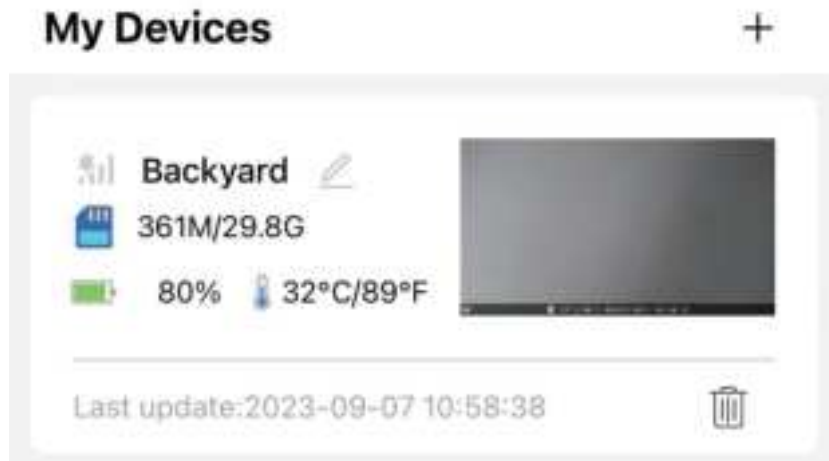 My Devices +
Backyard
361M/29.8G
80% 32°C/89°F
Last update:2023-09-07 10:58:38